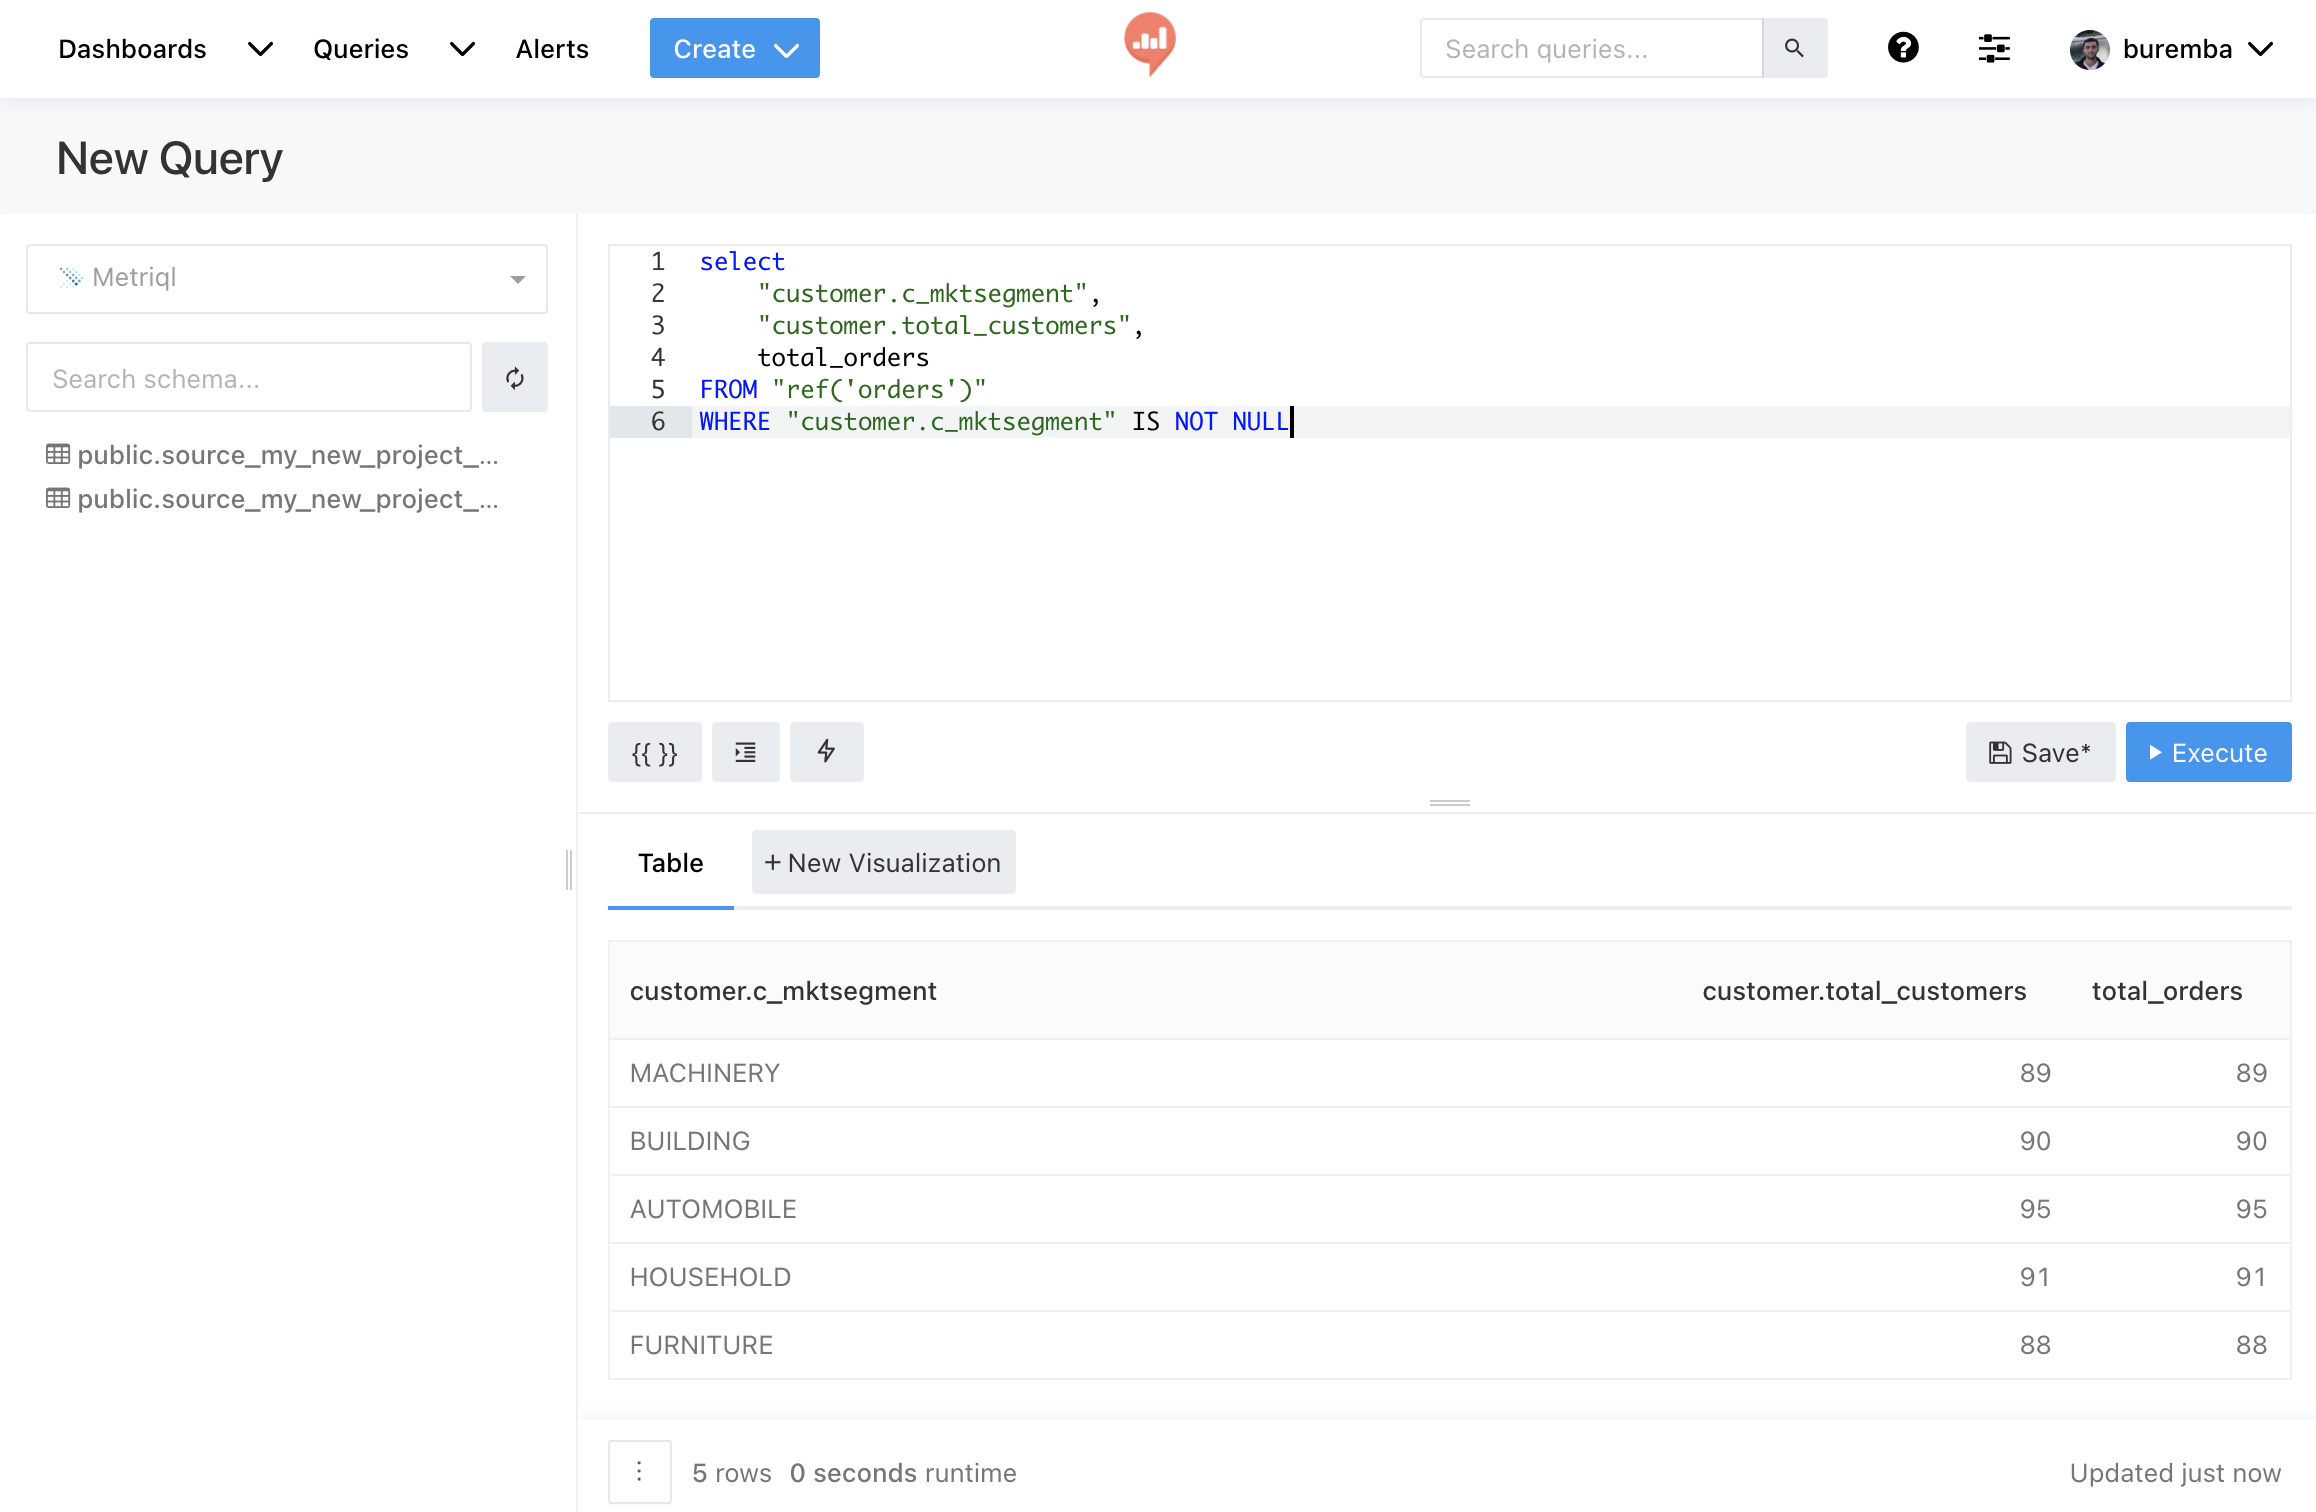 Dashboards Queries Alerts Create Search queries... buremba
New Query
Metriql
Search schema...
public.source_my_new_project_...
public.source_my_new_project_...
1 select
2 "customer.c_mktsegment",
3 "customer.total_customers",
4 total_orders
5 FROM "ref('orders')"
6 WHERE "customer.c_mktsegment" IS NOT NULL
{{ }} Save* Execute
Table + New Visualization
customer.c_mktsegment customer.total_customers total_orders
MACHINERY 89 89
BUILDING 90 90
AUTOMOBILE 95 95
HOUSEHOLD 91 91
FURNITURE 88 88
5 rows 0 seconds runtime Updated just now